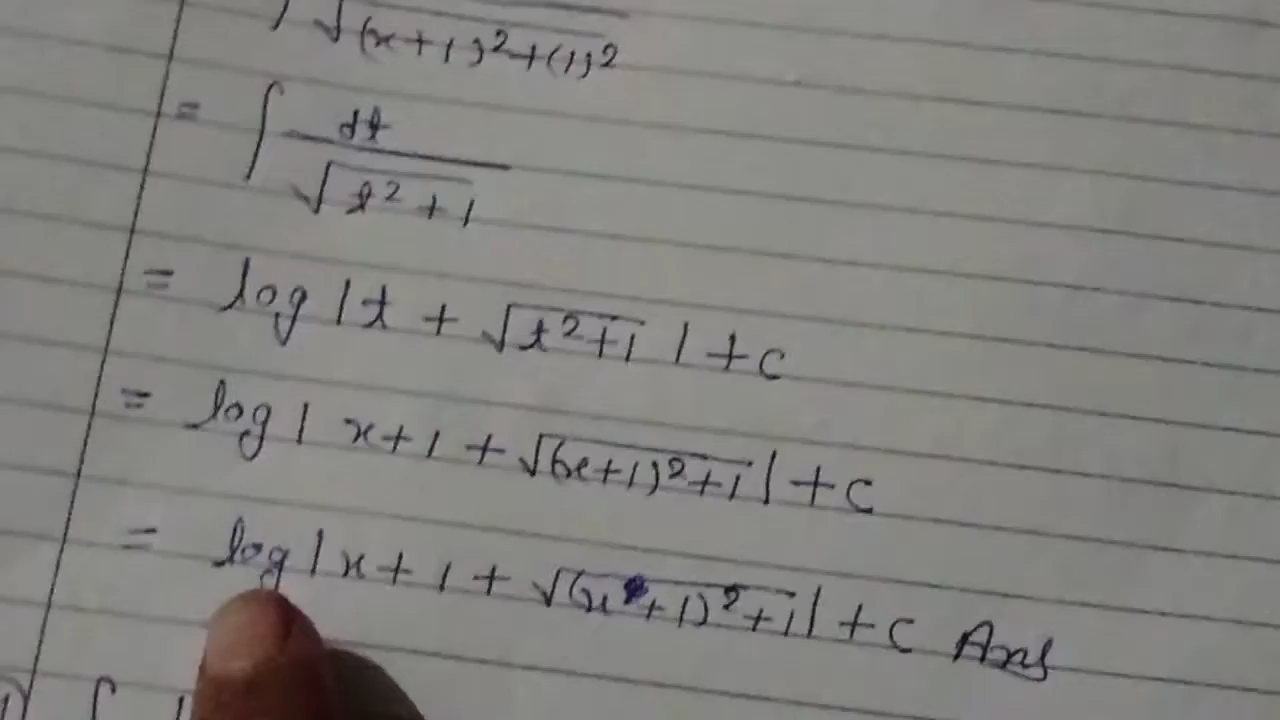 ∫ √(x+1)²+(1)²
= ∫ dt / √t²+1
= log |t + √t²+1 | + c
= log | x+1 + √(x+1)²+1 | + c
= log | x+1 + √(x+1)²+1 | + c Ans
∫